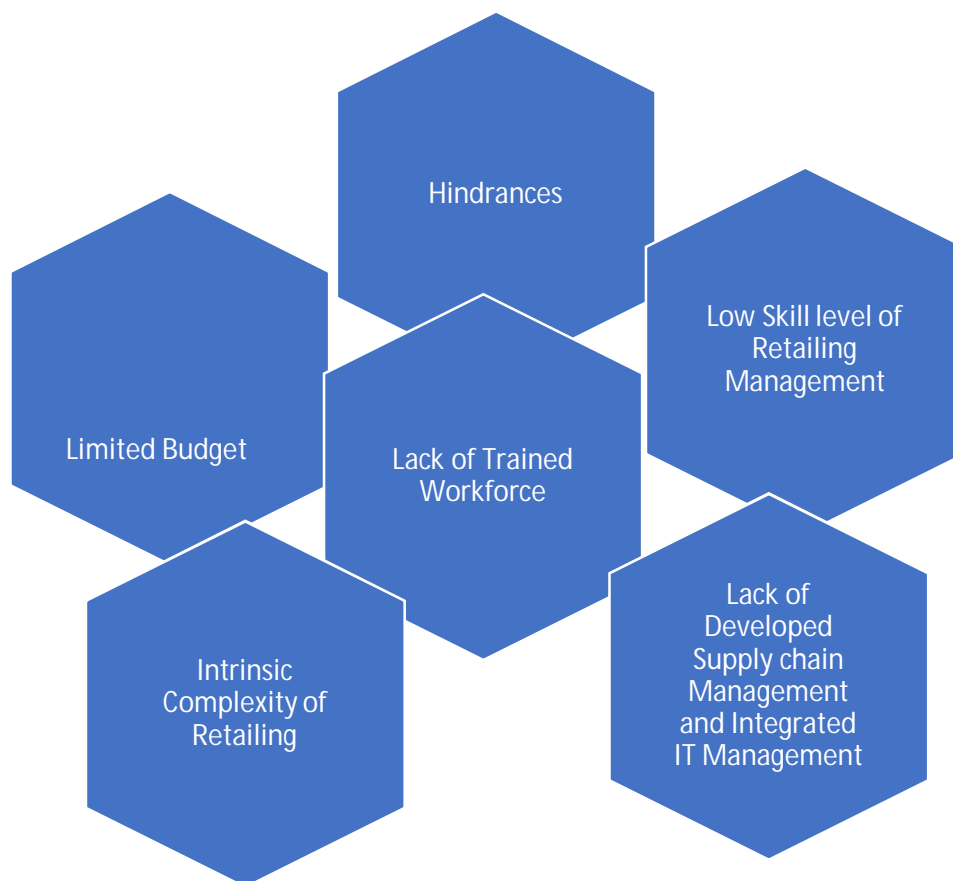 Hindrances
Low Skill level of
Retailing
Management
Limited Budget
Lack of Trained
Workforce
Lack of
Developed
Supply chain
Management
and Integrated
IT Management
Intrinsic
Complexity of
Retailing